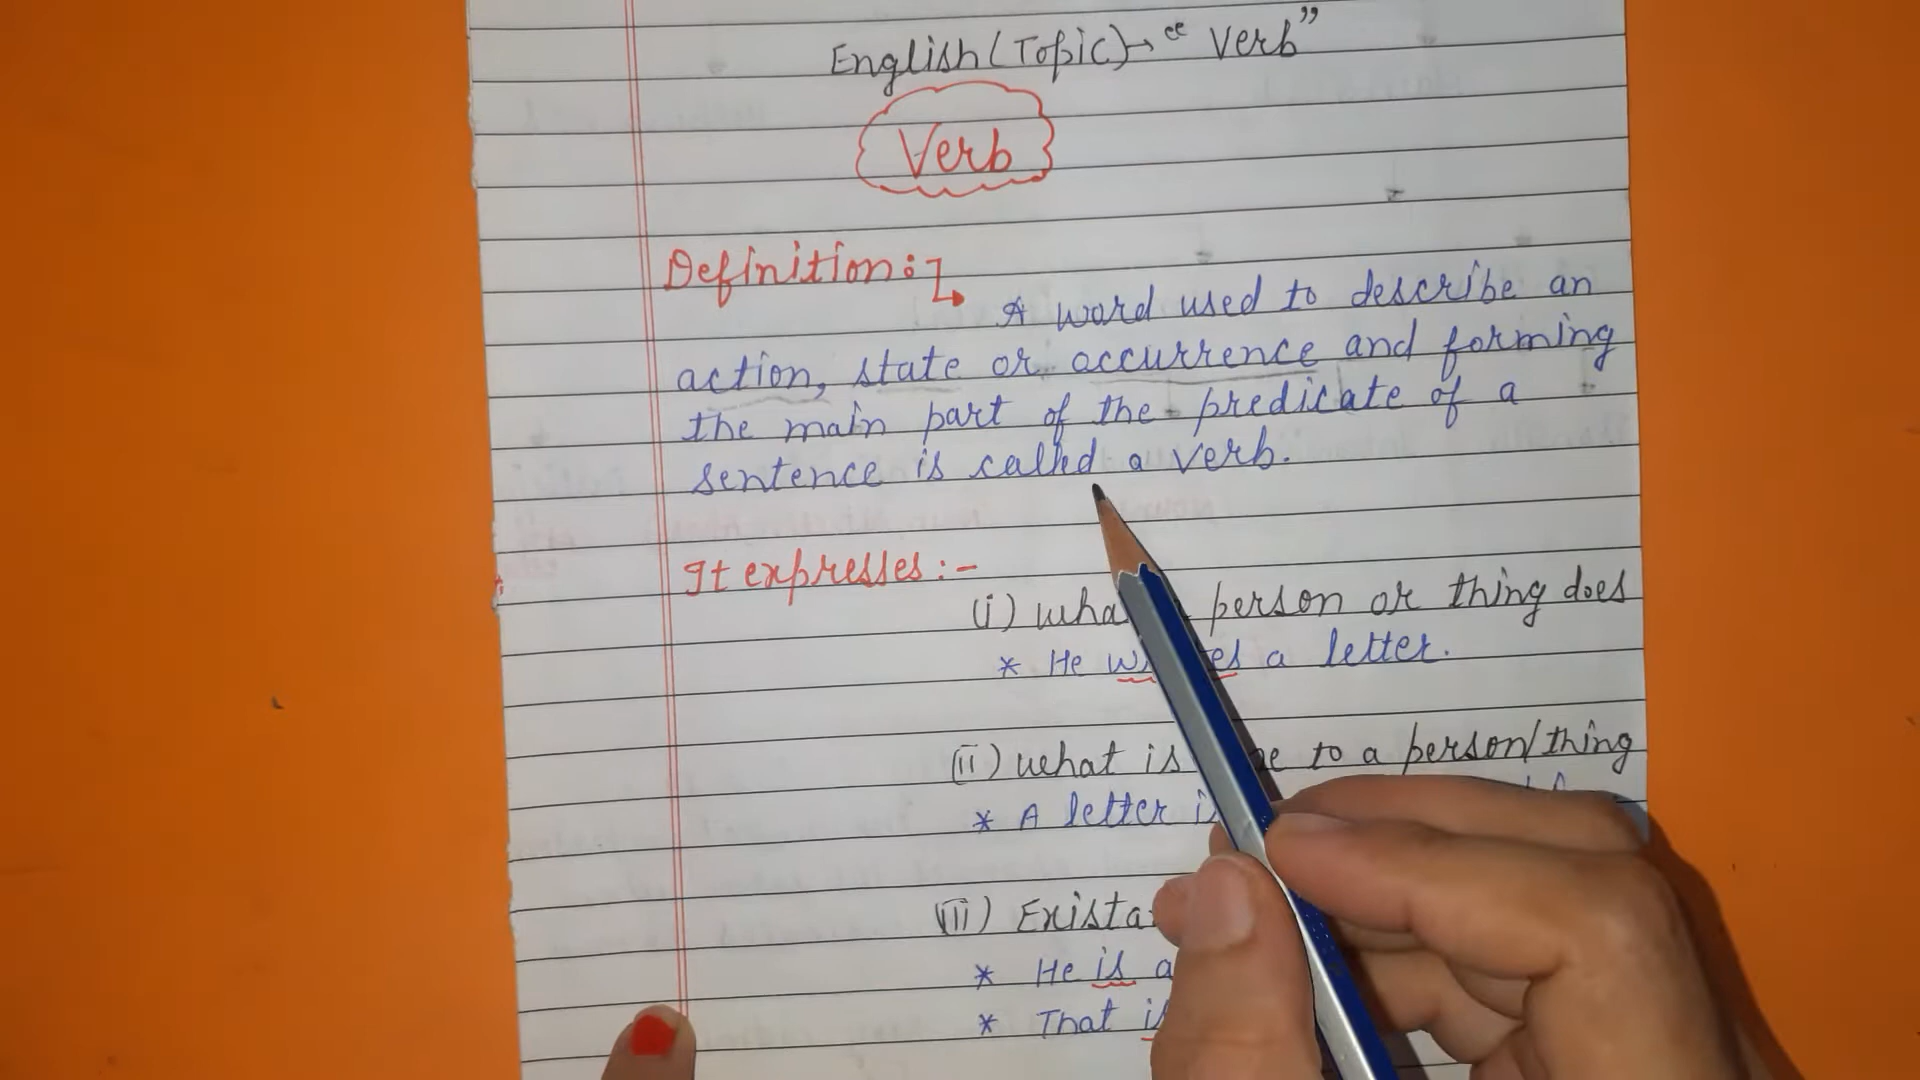 English (Topic) → “Verb”
Verb
Definition:
A word used to describe an
action, state or accurrence and forming
the main part of the predicate of a
sentence is called a verb.
It expresses :-
(i) person or thing does
* He a letter.
(ii) what is to a person/thing
* A letter
(iii)
* He is
* That